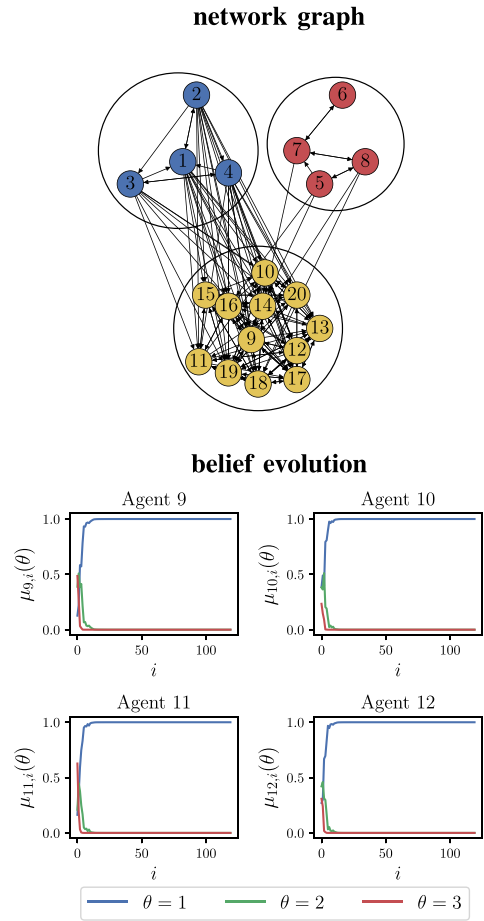 network graph
2
6
7
1
8
3
4
5
10
15
20
16
14
13
9
12
11
19
18
17
belief evolution
Agent 9
Agent 10
μ9,i(θ)
1.0
0.5
0.0
0
50
100
i
μ10,i(θ)
1.0
0.5
0.0
0
50
100
i
Agent 11
Agent 12
μ11,i(θ)
1.0
0.5
0.0
0
50
100
i
μ12,i(θ)
1.0
0.5
0.0
0
50
100
i
θ = 1
θ = 2
θ = 3